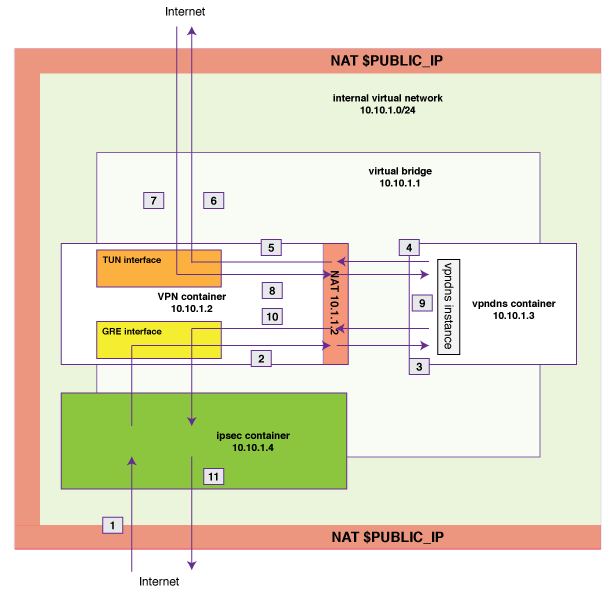 Internet
NAT $PUBLIC_IP
internal virtual network
10.10.1.0/24
virtual bridge
10.10.1.1
7
6
5
4
TUN interface
VPN container
10.10.1.2
8
NAT 10.1.1.2
9
vpndns instance
vpndns container
10.10.1.3
10
GRE interface
2
3
ipsec container
10.10.1.4
11
1
NAT $PUBLIC_IP
Internet